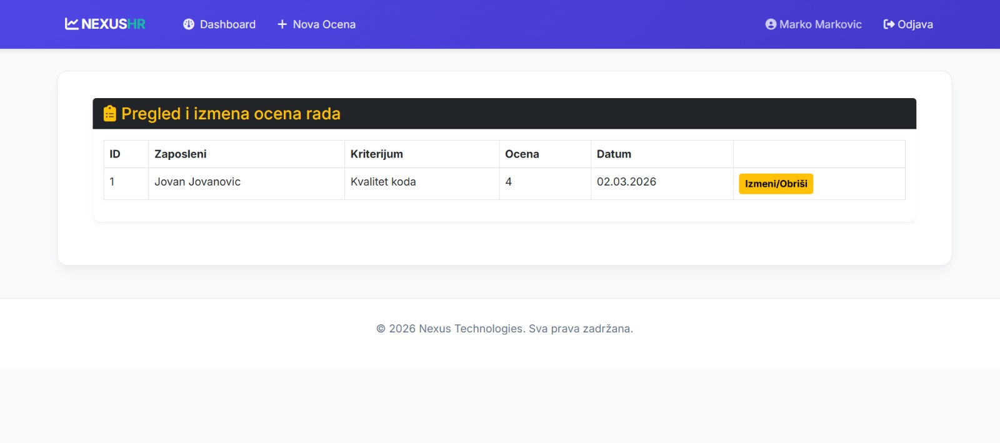 NEXUSHR Dashboard + Nova Ocena Marko Markovic Odjava
Pregled i izmena ocena rada
ID Zaposleni Kriterijum Ocena Datum
1 Jovan Jovanovic Kvalitet koda 4 02.03.2026 Izmeni/Obriši
© 2026 Nexus Technologies. Sva prava zadržana.